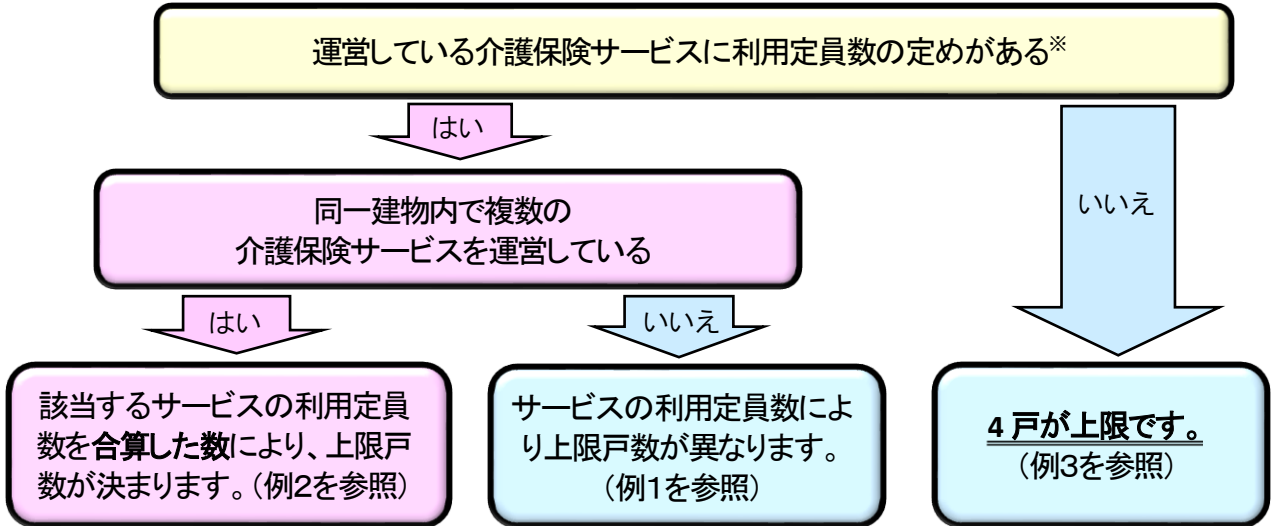 運営している介護保険サービスに利用定員数の定めがある※
はい
いいえ
同一建物内で複数の
介護保険サービスを運営している
はい
いいえ
該当するサービスの利用定員
数を合算した数により、上限戸
数が決まります。（例2を参照）
サービスの利用定員数によ
り上限戸数が異なります。
（例1を参照）
4戸が上限です。
（例3を参照）